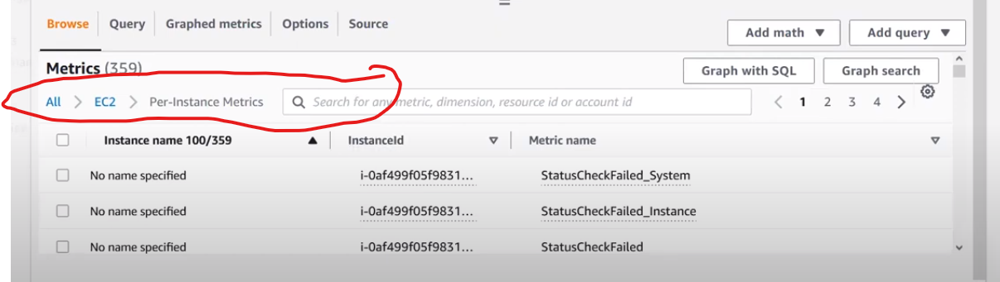 Browse Query Graphed metrics Options Source
Add math Add query
Metrics (359)
Graph with SQL Graph search
All EC2 Per-Instance Metrics Search for any metric, dimension, resource id or account id 1 2 3 4
Instance name 100/359 InstanceId Metric name
No name specified i-0af499f05f9831... StatusCheckFailed_System
No name specified i-0af499f05f9831... StatusCheckFailed_Instance
No name specified i-0af499f05f9831... StatusCheckFailed